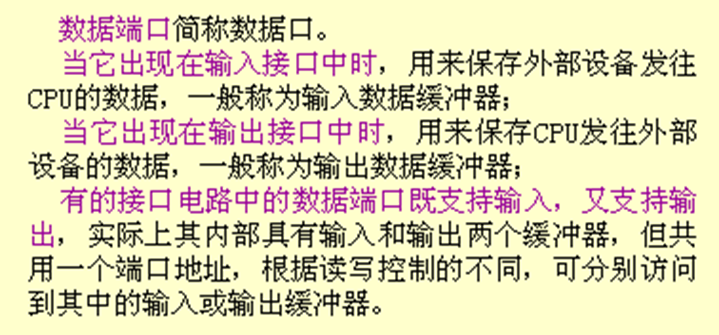 数据端口简称数据口。
当它出现在输入接口中时，用来保存外部设备发往
CPU的数据，一般称为输入数据缓冲器；
当它出现在输出接口中时，用来保存CPU发往外部
设备的数据，一般称为输出数据缓冲器；
有的接口电路中的数据端口既支持输入，又支持输
出，实际上其内部具有输入和输出两个缓冲器，但共
用一个端口地址，根据读写控制的不同，可分别访问
到其中的输入或输出缓冲器。